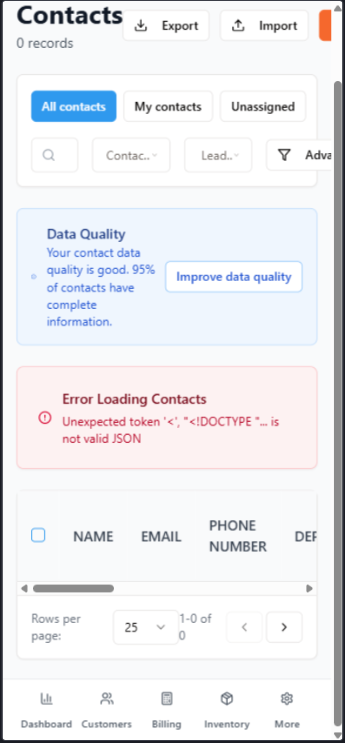 Contacts
Export
Import
0 records
All contacts
My contacts
Unassigned
Contac..
Lead..
Adva
Data Quality
Your contact data
quality is good. 95%
of contacts have
complete
information.
Improve data quality
Error Loading Contacts
Unexpected token '<', "<!DOCTYPE "... is
not valid JSON
NAME
EMAIL
PHONE
NUMBER
DEP
Rows per
page:
25
1-0 of
0
Dashboard
Customers
Billing
Inventory
More